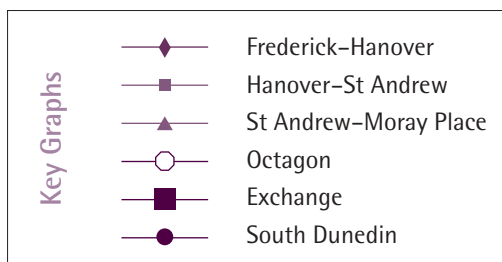 Key Graphs
Frederick–Hanover
Hanover–St Andrew
St Andrew–Moray Place
Octagon
Exchange
South Dunedin